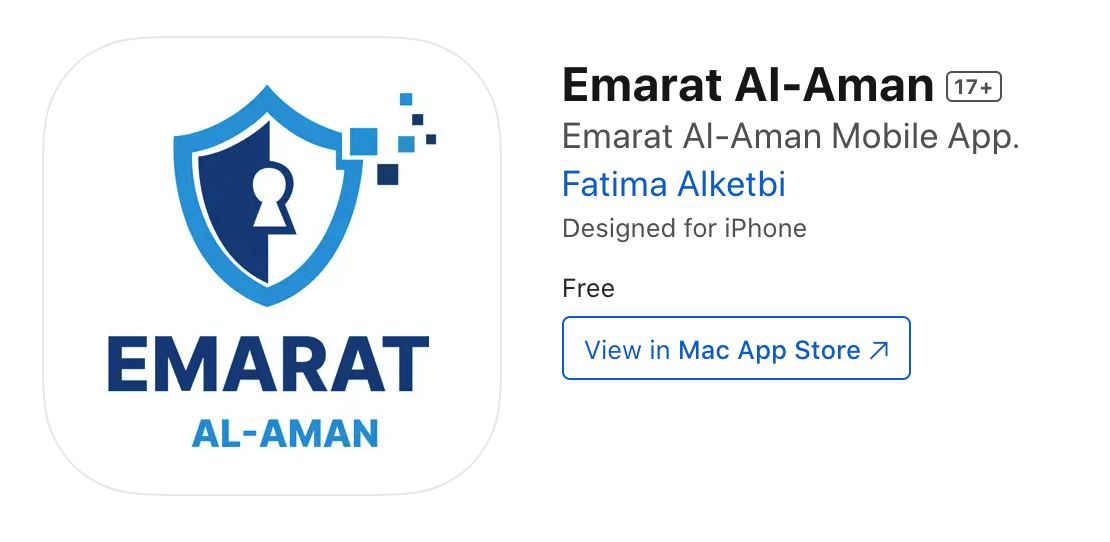 EMARAT
AL-AMAN
Emarat Al-Aman 17+
Emarat Al-Aman Mobile App.
Fatima Alketbi
Designed for iPhone
Free
View in Mac App Store ↗